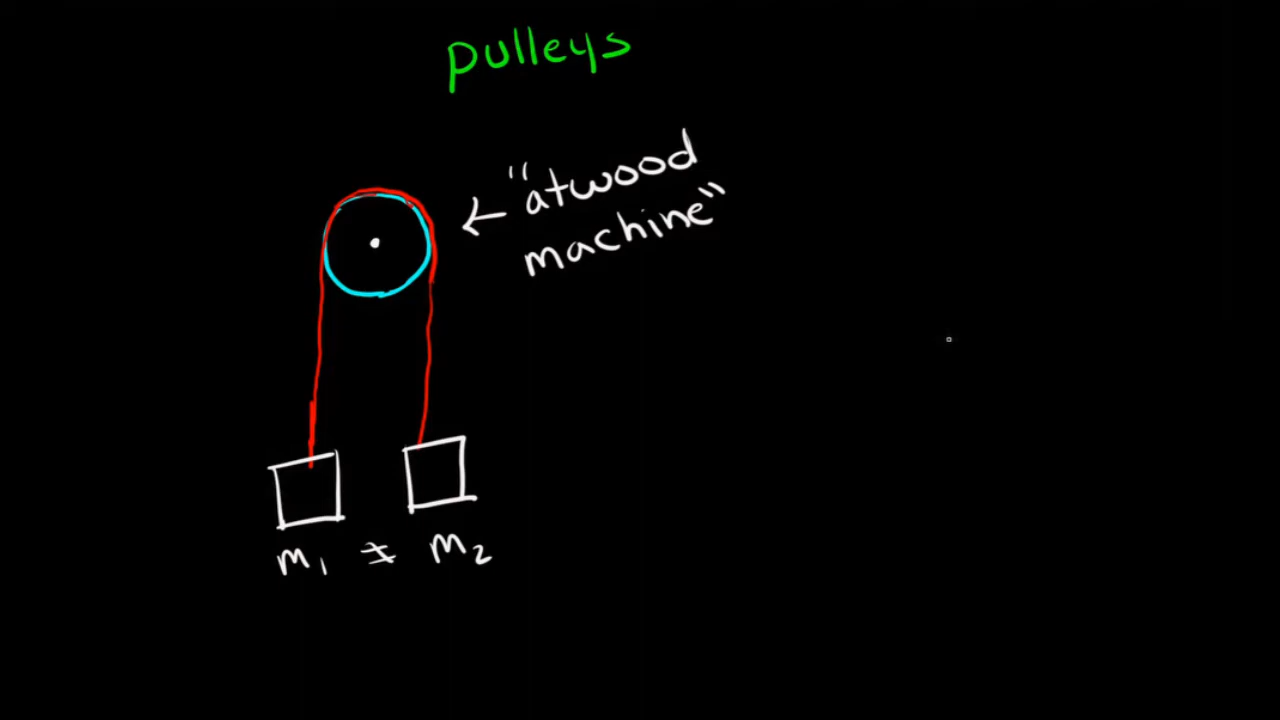 pulleys
← "atwood
machine"
m₁ ≠ m₂